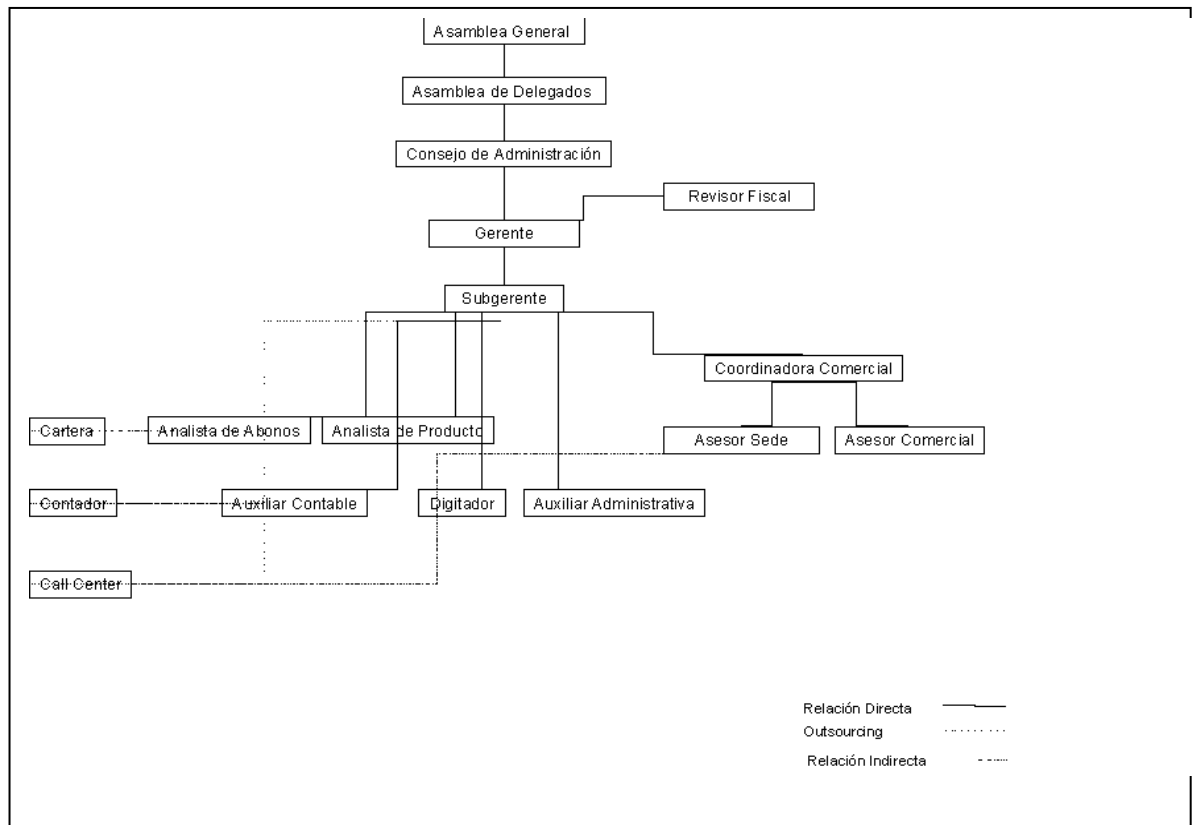 Asamblea General
Asamblea de Delegados
Consejo de Administración
Revisor Fiscal
Gerente
Subgerente
Coordinadora Comercial
Cartera
Analista de Abonos
Analista de Producto
Asesor Sede
Asesor Comercial
Contador
Auxiliar Contable
Digitador
Auxiliar Administrativa
Call Center
Relación Directa
Outsourcing
Relación Indirecta